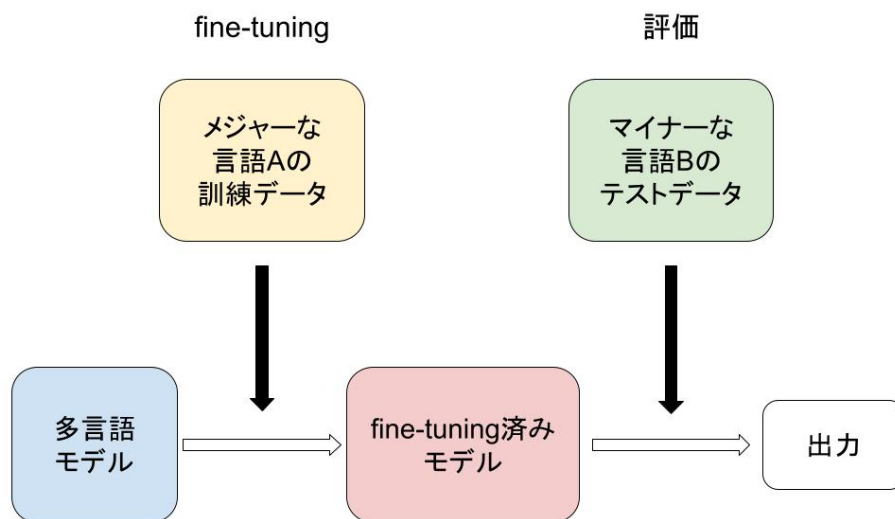 fine-tuning
評価
メジャーな
言語Aの
訓練データ
マイナーな
言語Bの
テストデータ
多言語
モデル
fine-tuning済み
モデル
出力